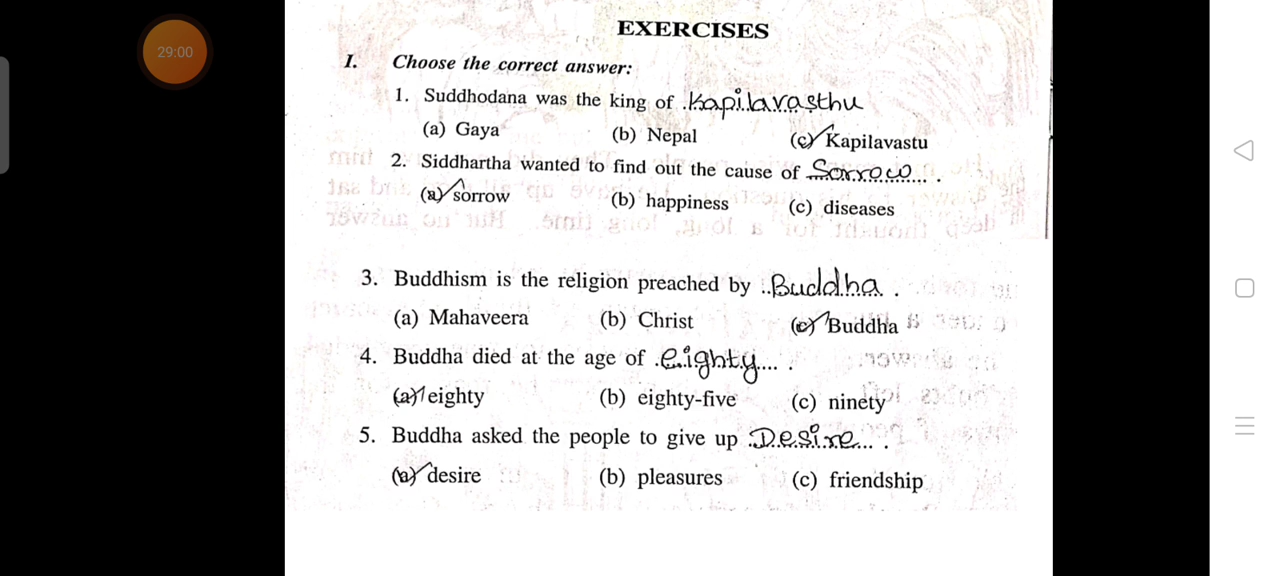 29:00
EXERCISES
I. Choose the correct answer:
1. Suddhodana was the king of .Kapilavasthu
(a) Gaya (b) Nepal (c) Kapilavastu
2. Siddhartha wanted to find out the cause of Sorrow.... .
(a) sorrow (b) happiness (c) diseases
3. Buddhism is the religion preached by ..Buddha. .
(a) Mahaveera (b) Christ (c) Buddha
4. Buddha died at the age of .eighty.... .
(a) eighty (b) eighty-five (c) ninety
5. Buddha asked the people to give up .Desire... .
(a) desire (b) pleasures (c) friendship